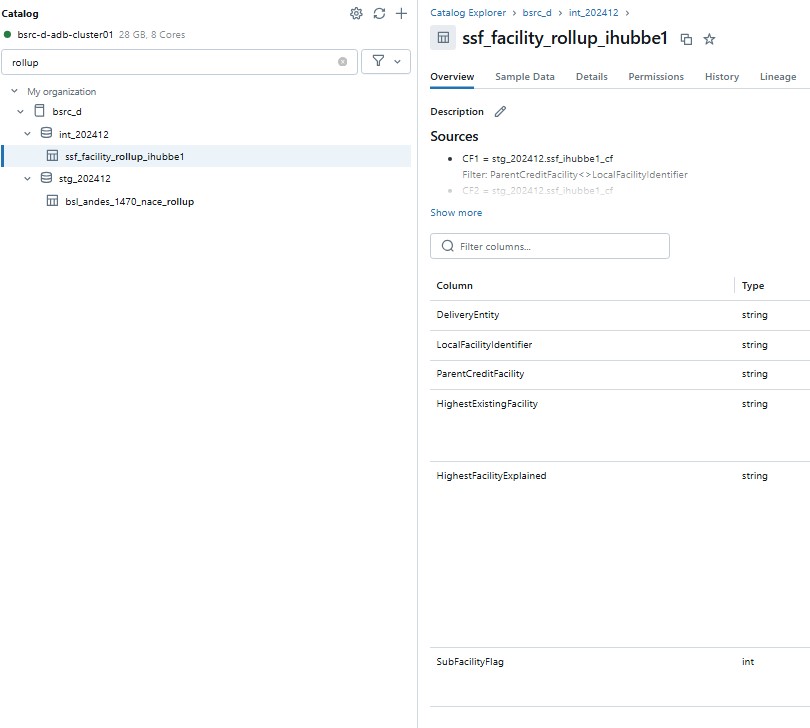 Catalog
bsrc-d-adb-cluster01 28 GB, 8 Cores
rollup
My organization
bsrc_d
int_202412
ssf_facility_rollup_ihubbe1
stg_202412
bsl_andes_1470_nace_rollup
Catalog Explorer > bsrc_d > int_202412 >
ssf_facility_rollup_ihubbe1
Overview Sample Data Details Permissions History Lineage
Description
Sources
CF1 = stg_202412.ssf_ihubbe1_cf
Filter: ParentCreditFacility<>LocalFacilityIdentifier
CF2 = stg_202412.ssf_ihubbe1_cf
Show more
Filter columns...
Column Type
DeliveryEntity string
LocalFacilityIdentifier string
ParentCreditFacility string
HighestExistingFacility string
HighestFacilityExplained string
SubFacilityFlag int